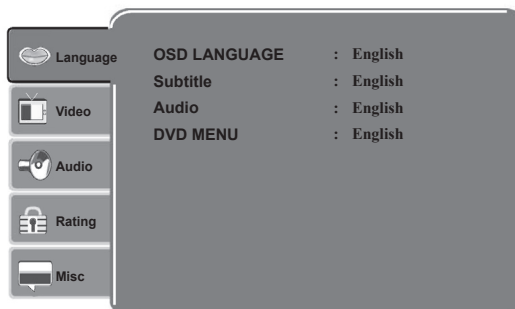 Language
Video
Audio
Rating
Misc
OSD LANGUAGE : English
Subtitle : English
Audio : English
DVD MENU : English